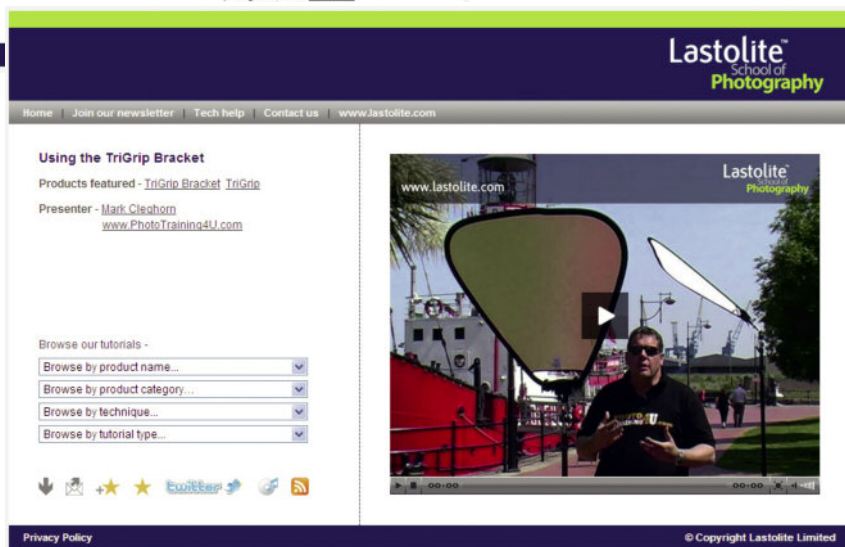 Lastolite™
School of
Photography
Home | Join our newsletter | Tech help | Contact us | www.lastolite.com
Using the TriGrip Bracket
Products featured - TriGrip Bracket TriGrip
Presenter - Mark Cleghorn
www.PhotoTraining4U.com
Browse our tutorials -
Browse by product name...
Browse by product category...
Browse by technique...
Browse by tutorial type...
twitter
www.lastolite.com
Lastolite™
School of
Photography
00:00
00:00
Privacy Policy
© Copyright Lastolite Limited